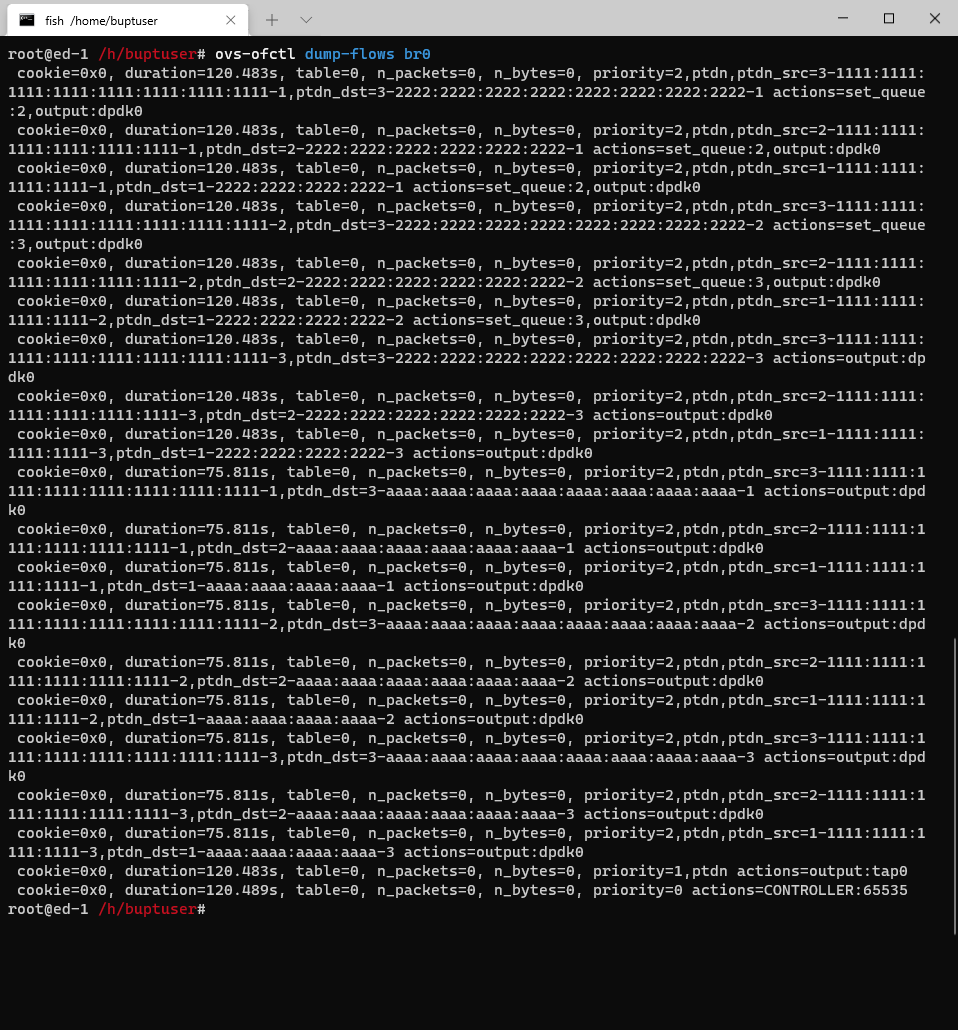 fish /home/buptuser
root@ed-1 /h/buptuser# ovs-ofctl dump-flows br0
cookie=0x0, duration=120.483s, table=0, n_packets=0, n_bytes=0, priority=2,ptdn,ptdn_src=3-1111:1111:
1111:1111:1111:1111:1111:1111-1,ptdn_dst=3-2222:2222:2222:2222:2222:2222:2222:2222-1 actions=set_queue
:2,output:dpdk0
cookie=0x0, duration=120.483s, table=0, n_packets=0, n_bytes=0, priority=2,ptdn,ptdn_src=2-1111:1111:
1111:1111:1111:1111-1,ptdn_dst=2-2222:2222:2222:2222:2222:2222-1 actions=set_queue:2,output:dpdk0
cookie=0x0, duration=120.483s, table=0, n_packets=0, n_bytes=0, priority=2,ptdn,ptdn_src=1-1111:1111:
1111:1111-1,ptdn_dst=1-2222:2222:2222:2222-1 actions=set_queue:2,output:dpdk0
cookie=0x0, duration=120.483s, table=0, n_packets=0, n_bytes=0, priority=2,ptdn,ptdn_src=3-1111:1111:
1111:1111:1111:1111:1111:1111-2,ptdn_dst=3-2222:2222:2222:2222:2222:2222:2222:2222-2 actions=set_queue
:3,output:dpdk0
cookie=0x0, duration=120.483s, table=0, n_packets=0, n_bytes=0, priority=2,ptdn,ptdn_src=2-1111:1111:
1111:1111:1111:1111-2,ptdn_dst=2-2222:2222:2222:2222:2222:2222-2 actions=set_queue:3,output:dpdk0
cookie=0x0, duration=120.483s, table=0, n_packets=0, n_bytes=0, priority=2,ptdn,ptdn_src=1-1111:1111:
1111:1111-2,ptdn_dst=1-2222:2222:2222:2222-2 actions=set_queue:3,output:dpdk0
cookie=0x0, duration=120.483s, table=0, n_packets=0, n_bytes=0, priority=2,ptdn,ptdn_src=3-1111:1111:
1111:1111:1111:1111:1111:1111-3,ptdn_dst=3-2222:2222:2222:2222:2222:2222:2222:2222-3 actions=output:dp
dk0
cookie=0x0, duration=120.483s, table=0, n_packets=0, n_bytes=0, priority=2,ptdn,ptdn_src=2-1111:1111:
1111:1111:1111:1111-3,ptdn_dst=2-2222:2222:2222:2222:2222:2222-3 actions=output:dpdk0
cookie=0x0, duration=120.483s, table=0, n_packets=0, n_bytes=0, priority=2,ptdn,ptdn_src=1-1111:1111:
1111:1111-3,ptdn_dst=1-2222:2222:2222:2222-3 actions=output:dpdk0
cookie=0x0, duration=75.811s, table=0, n_packets=0, n_bytes=0, priority=2,ptdn,ptdn_src=3-1111:1111:1
111:1111:1111:1111:1111:1111-1,ptdn_dst=3-aaaa:aaaa:aaaa:aaaa:aaaa:aaaa:aaaa:aaaa-1 actions=output:dpd
k0
cookie=0x0, duration=75.811s, table=0, n_packets=0, n_bytes=0, priority=2,ptdn,ptdn_src=2-1111:1111:1
111:1111:1111:1111-1,ptdn_dst=2-aaaa:aaaa:aaaa:aaaa:aaaa:aaaa-1 actions=output:dpdk0
cookie=0x0, duration=75.811s, table=0, n_packets=0, n_bytes=0, priority=2,ptdn,ptdn_src=1-1111:1111:1
111:1111-1,ptdn_dst=1-aaaa:aaaa:aaaa:aaaa-1 actions=output:dpdk0
cookie=0x0, duration=75.811s, table=0, n_packets=0, n_bytes=0, priority=2,ptdn,ptdn_src=3-1111:1111:1
111:1111:1111:1111:1111:1111-2,ptdn_dst=3-aaaa:aaaa:aaaa:aaaa:aaaa:aaaa:aaaa:aaaa-2 actions=output:dpd
k0
cookie=0x0, duration=75.811s, table=0, n_packets=0, n_bytes=0, priority=2,ptdn,ptdn_src=2-1111:1111:1
111:1111:1111:1111-2,ptdn_dst=2-aaaa:aaaa:aaaa:aaaa:aaaa:aaaa-2 actions=output:dpdk0
cookie=0x0, duration=75.811s, table=0, n_packets=0, n_bytes=0, priority=2,ptdn,ptdn_src=1-1111:1111:1
111:1111-2,ptdn_dst=1-aaaa:aaaa:aaaa:aaaa-2 actions=output:dpdk0
cookie=0x0, duration=75.811s, table=0, n_packets=0, n_bytes=0, priority=2,ptdn,ptdn_src=3-1111:1111:1
111:1111:1111:1111:1111:1111-3,ptdn_dst=3-aaaa:aaaa:aaaa:aaaa:aaaa:aaaa:aaaa:aaaa-3 actions=output:dpd
k0
cookie=0x0, duration=75.811s, table=0, n_packets=0, n_bytes=0, priority=2,ptdn,ptdn_src=2-1111:1111:1
111:1111:1111:1111-3,ptdn_dst=2-aaaa:aaaa:aaaa:aaaa:aaaa:aaaa-3 actions=output:dpdk0
cookie=0x0, duration=75.811s, table=0, n_packets=0, n_bytes=0, priority=2,ptdn,ptdn_src=1-1111:1111:1
111:1111-3,ptdn_dst=1-aaaa:aaaa:aaaa:aaaa-3 actions=output:dpdk0
cookie=0x0, duration=120.483s, table=0, n_packets=0, n_bytes=0, priority=1,ptdn actions=output:tap0
cookie=0x0, duration=120.489s, table=0, n_packets=0, n_bytes=0, priority=0 actions=CONTROLLER:65535
root@ed-1 /h/buptuser#